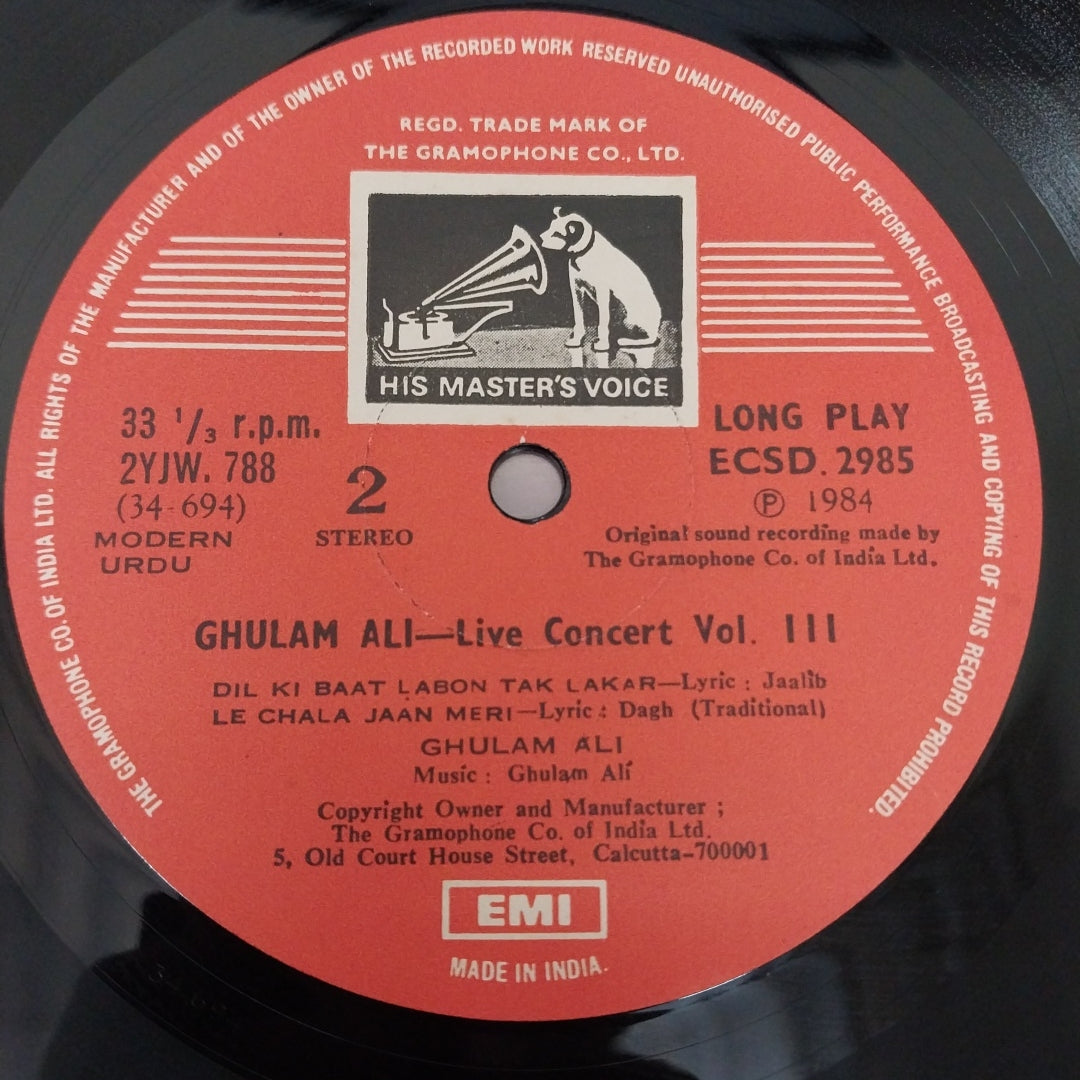 THE GRAMOPHONE CO. OF INDIA LTD. ALL RIGHTS OF THE MANUFACTURER AND OF THE OWNER OF THE RECORDED WORK RESERVED UNAUTHORISED PUBLIC PERFORMANCE BROADCASTING AND COPYING OF THIS RECORD PROHIBITED.
REGD. TRADE MARK OF
THE GRAMOPHONE CO., LTD.
HIS MASTER'S VOICE
33 1/3 r.p.m.
2YJW. 788
(34-694)
MODERN
URDU
2
STEREO
LONG PLAY
ECSD. 2985
Ⓟ 1984
Original sound recording made by
The Gramophone Co. of India Ltd.
GHULAM ALI—Live Concert Vol. III
DIL KI BAAT LABON TAK LAKAR—Lyric : Jaalib
LE CHALA JAAN MERI—Lyric : Dagh (Traditional)
GHULAM ALI
Music : Ghulam Ali
Copyright Owner and Manufacturer ;
The Gramophone Co. of India Ltd.
5, Old Court House Street, Calcutta-700001
EMI
MADE IN INDIA.